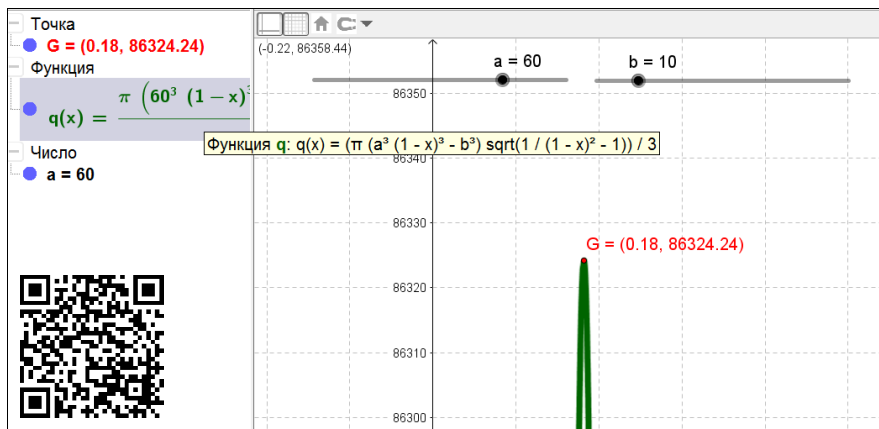 Точка
G = (0.18, 86324.24)
Функция
q(x) = π (60³ (1 − x)³
Число
a = 60
(-0.22, 86358.44)
a = 60
b = 10
86350
Функция q: q(x) = (π (a³ (1 - x)³ - b³) sqrt(1 / (1 - x)² - 1)) / 3
86340
86330
G = (0.18, 86324.24)
86320
86310
86300